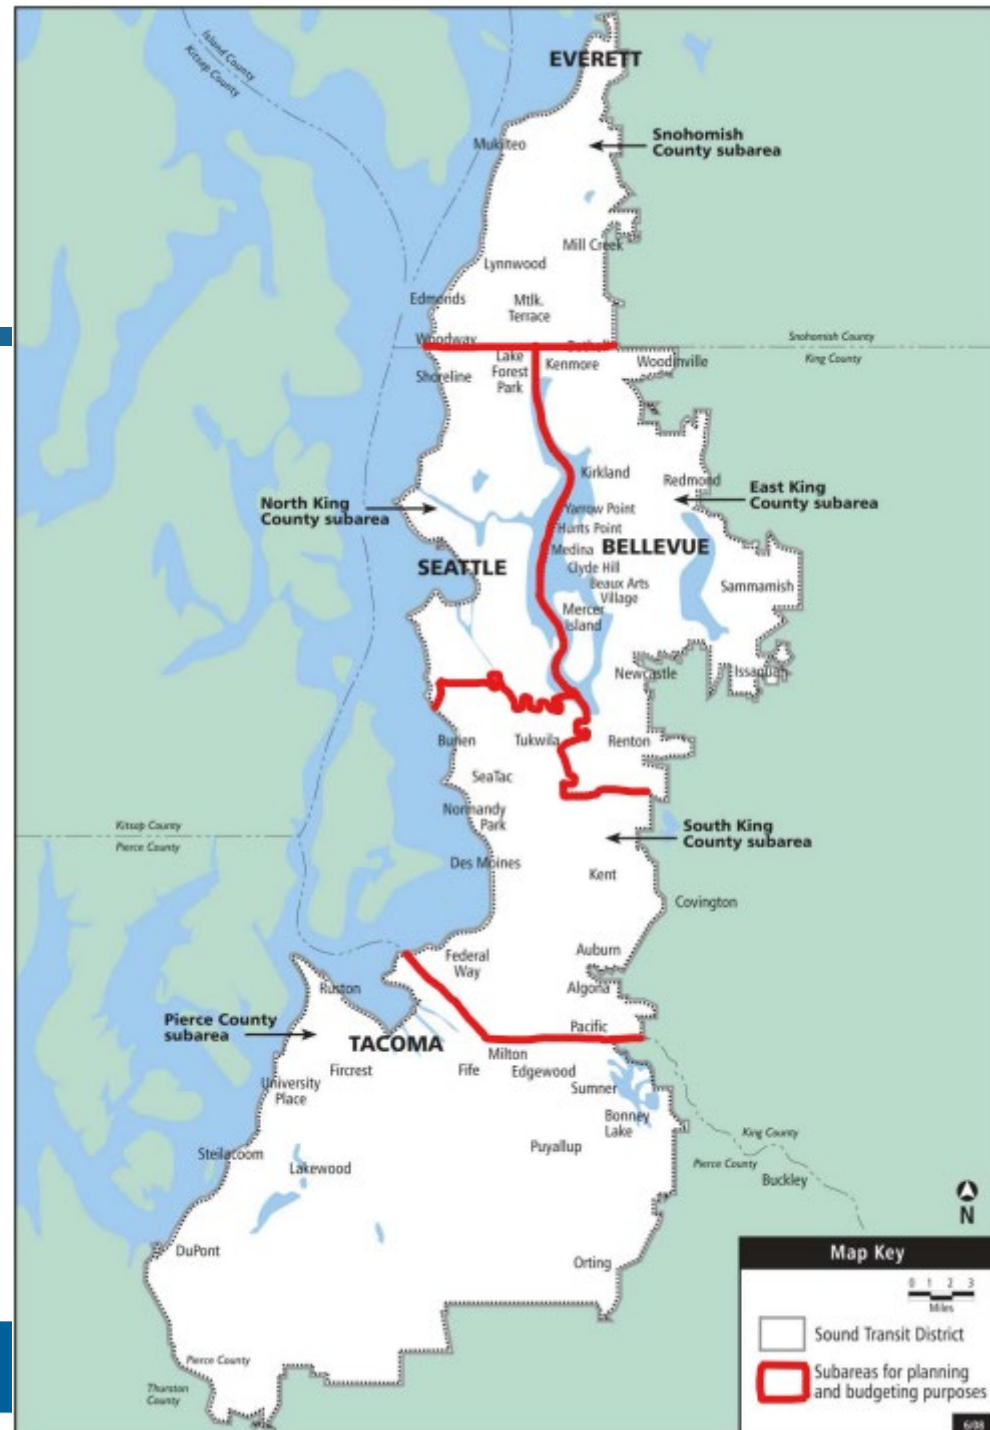 Island County
Kitsap County
EVERETT
Mukilteo
Snohomish
County subarea
Mill Creek
Lynnwood
Edmonds
Mtlk.
Terrace
Woodway
Snohomish County
King County
Lake
Forest
Park
Kenmore
Woodinville
Shoreline
Kirkland
Redmond
East King
County subarea
North King
County subarea
Yarrow Point
Hunts Point
Medina
BELLEVUE
SEATTLE
Clyde Hill
Beaux Arts
Village
Sammamish
Mercer
Island
Newcastle
Issaquah
Burien
Tukwila
Renton
SeaTac
Normandy
Park
Kitsap County
Pierce County
South King
County subarea
Des Moines
Kent
Covington
Federal
Way
Auburn
Algona
Ruston
Pacific
Pierce County
subarea
TACOMA
Milton
Fircrest
Fife
Edgewood
University
Place
Sumner
Bonney
Lake
King County
Pierce County
Puyallup
Steilacoom
Lakewood
Buckley
N
DuPont
Orting
Map Key
0 1 2 3
Miles
Sound Transit District
Subareas for planning
and budgeting purposes
Pierce County
Thurston
County
6/08